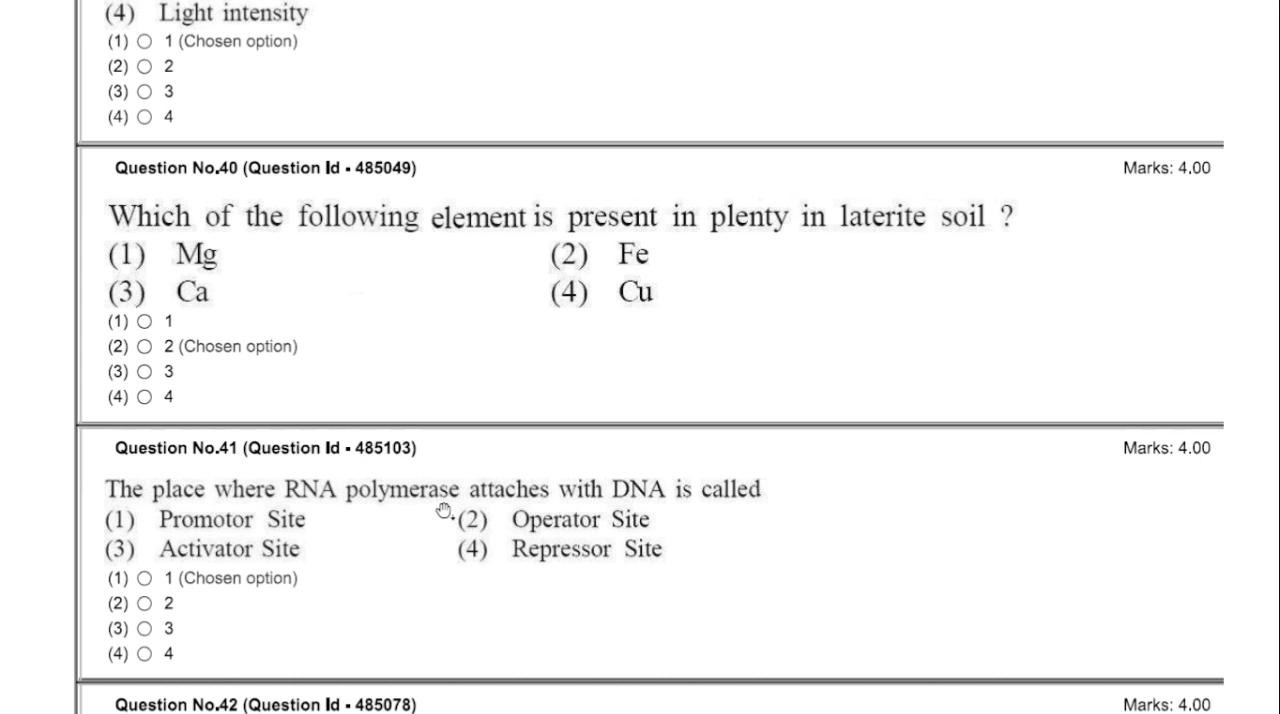 (4) Light intensity
(1) 1 (Chosen option)
(2) 2
(3) 3
(4) 4
Question No.40 (Question Id - 485049) Marks: 4.00
Which of the following element is present in plenty in laterite soil ?
(1) Mg (2) Fe
(3) Ca (4) Cu
(1) 1
(2) 2 (Chosen option)
(3) 3
(4) 4
Question No.41 (Question Id - 485103) Marks: 4.00
The place where RNA polymerase attaches with DNA is called
(1) Promotor Site (2) Operator Site
(3) Activator Site (4) Repressor Site
(1) 1 (Chosen option)
(2) 2
(3) 3
(4) 4
Question No.42 (Question Id - 485078) Marks: 4.00